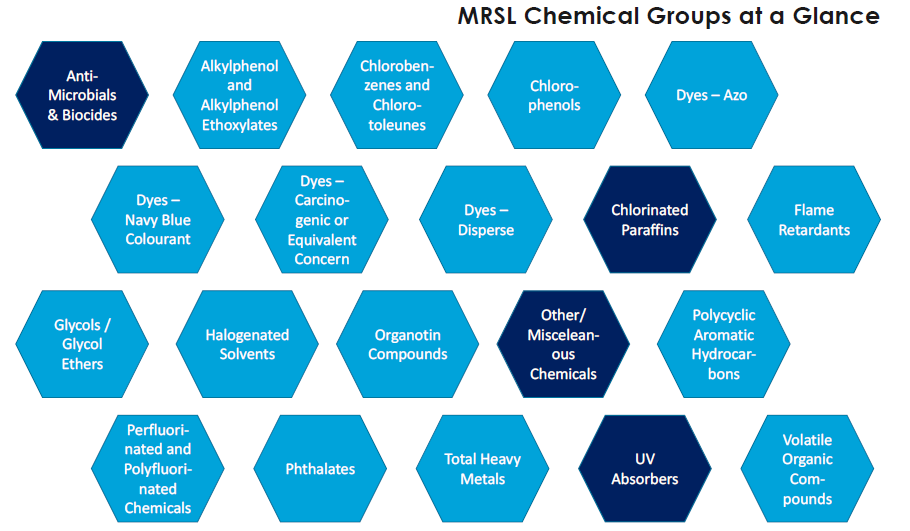 MRSL Chemical Groups at a Glance
Anti-
Microbials
& Biocides
Alkylphenol
and
Alkylphenol
Ethoxylates
Chloroben-
zenes and
Chloro-
toleunes
Chloro-
phenols
Dyes – Azo
Dyes –
Navy Blue
Colourant
Dyes –
Carcino-
genic or
Equivalent
Concern
Dyes –
Disperse
Chlorinated
Paraffins
Flame
Retardants
Glycols /
Glycol
Ethers
Halogenated
Solvents
Organotin
Compounds
Other/
Miscelean-
ous
Chemicals
Polycyclic
Aromatic
Hydrocar-
bons
Perfluori-
nated and
Polyfluori-
nated
Chemicals
Phthalates
Total Heavy
Metals
UV
Absorbers
Volatile
Organic
Com-
pounds